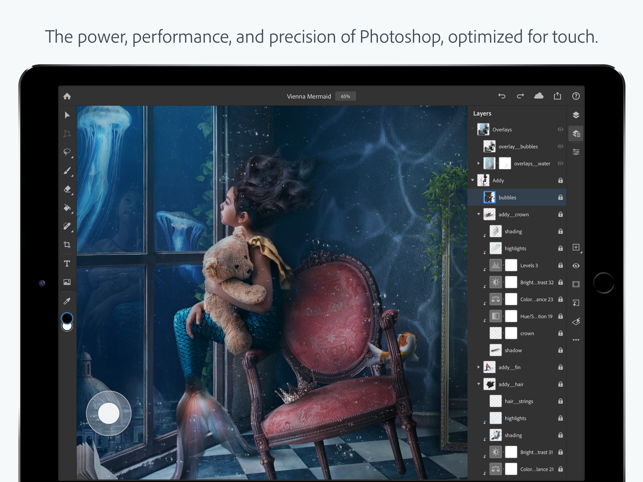 The power, performance, and precision of Photoshop, optimized for touch.
Vienna Mermaid 65%
Layers
Overlays
overlay__bubbles
overlays__water
Addy
bubbles
addy__crown
shading
highlights
Levels 3
Bright...trast 32
Color...ance 23
Hue/S...tion 19
crown
shadow
addy__fin
addy__hair
hair__strings
highlights
shading
Bright...trast 31
Color...lance 21
T